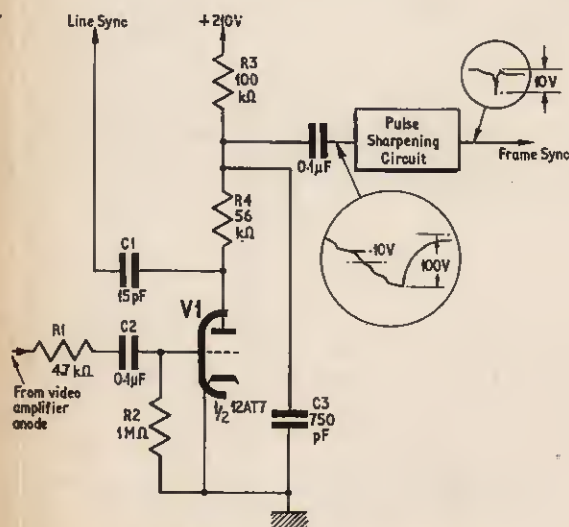 Line Sync
+210V
R3
100
kΩ
10V
Pulse
Sharpening
Circuit
0·1μF
Frame Sync
R4
56
kΩ
-10V
100V
C1
15pF
V1
R1
4.7 kΩ
C2
0·1μF
From video
amplifier
anode
R2
1MΩ
1/2 12AT7
C3
750
pF